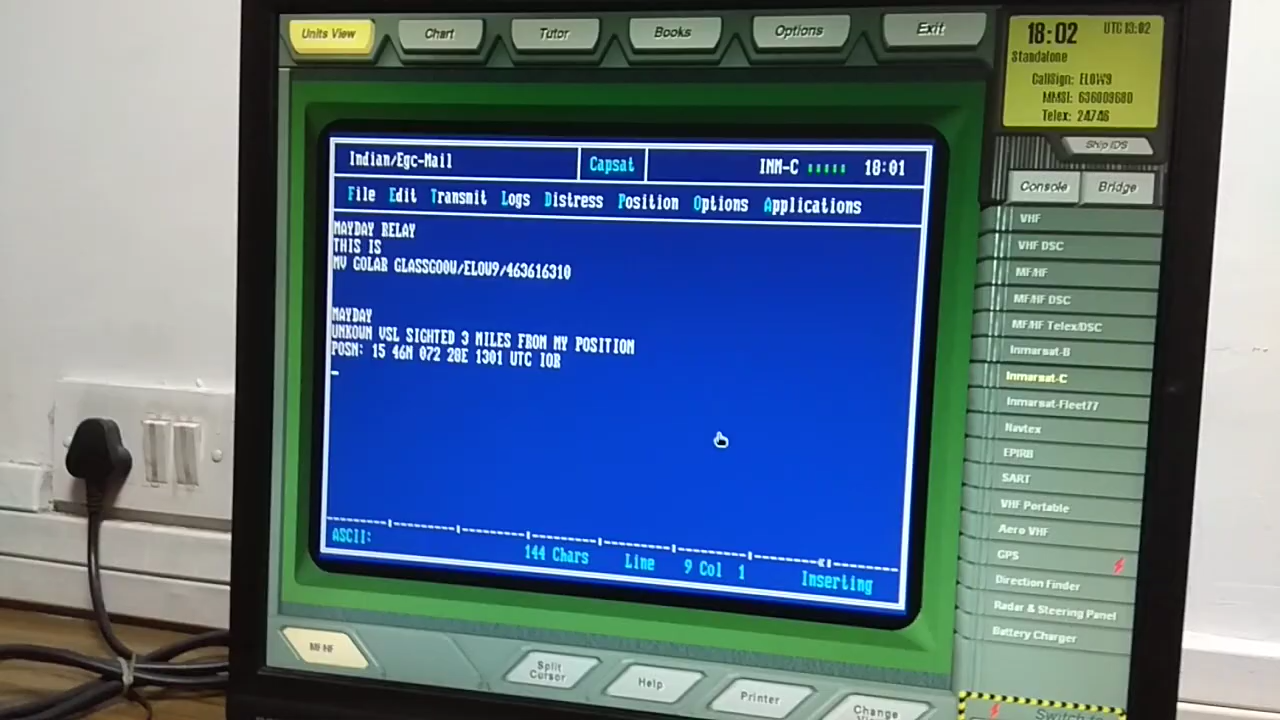 Units View
Chart
Tutor
Books
Options
Exit
18:02 UTC 13:02
Standalone
CallSign: ELOW9
MMSI: 636009680
Telex: 24746
Ship IDS
Console
Bridge
Indian/Egc-Mail
Capsat
INM-C
18:01
File Edit Transmit Logs Distress Position Options Applications
MAYDAY RELAY
THIS IS
MV GOLAR GLASSGOOW/ELOW9/463616310
MAYDAY
UNKOWN VSL SIGHTED 3 MILES FROM MY POSITION
POSN: 15 46N 072 28E 1301 UTC IOR
ASCII:
144 Chars Line 9 Col 1 Inserting
VHF
VHF DSC
MF/HF
MF/HF DSC
MF/HF Telex/DSC
Inmarsat-B
Inmarsat-C
Inmarsat-Fleet77
Navtex
EPIRB
SART
VHF Portable
Aero VHF
GPS
Direction Finder
Radar & Steering Panel
Battery Charger
MF/HF
Split
Cursor
Help
Printer
Change
Switch